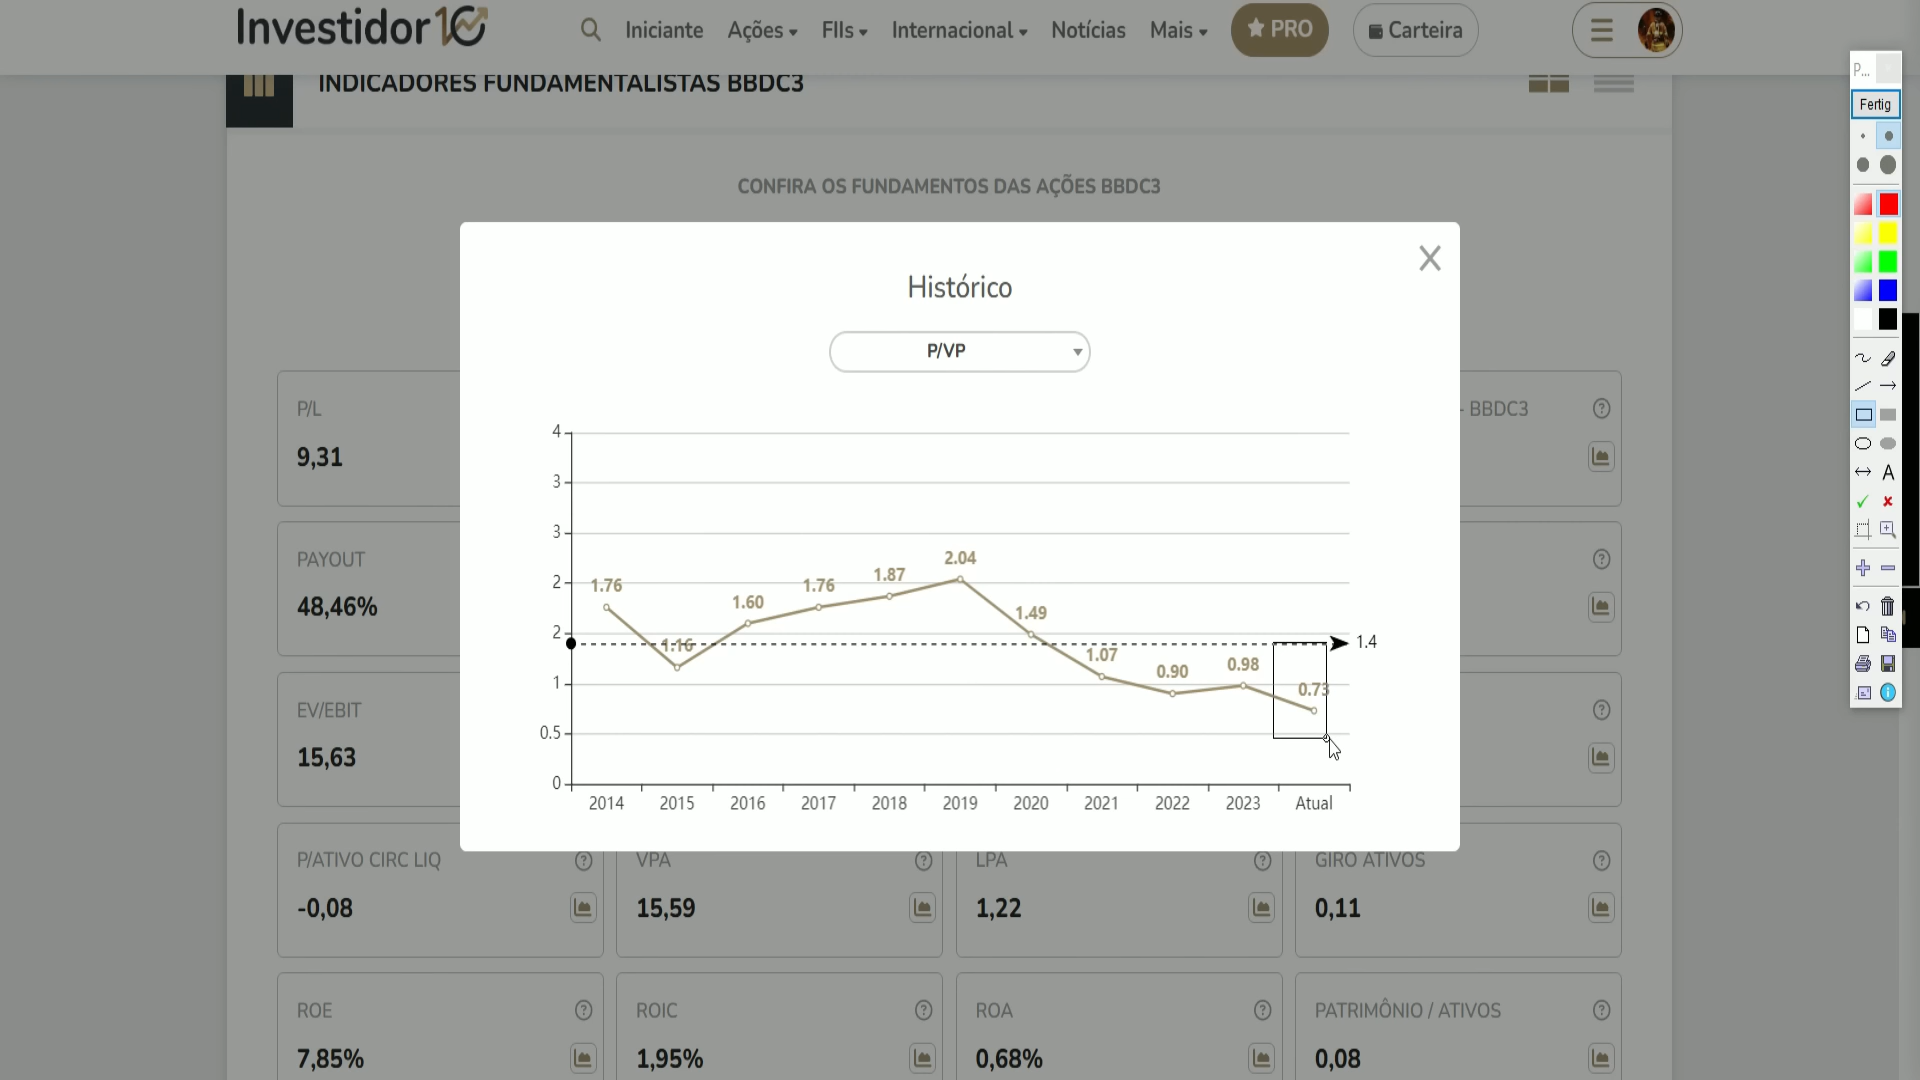 Investidor10
Iniciante
Ações
FIIs
Internacional
Notícias
Mais
PRO
Carteira
P...
Fertig
INDICADORES FUNDAMENTALISTAS BBDC3
CONFIRA OS FUNDAMENTOS DAS AÇÕES BBDC3
X
Histórico
P/VP
P/L
9,31
- BBDC3
PAYOUT
48,46%
EV/EBIT
15,63
4
3
3
2
2
1
0.5
0
1.76
1.16
1.60
1.76
1.87
2.04
1.49
1.07
0.90
0.98
0.73
1.4
2014
2015
2016
2017
2018
2019
2020
2021
2022
2023
Atual
A
P/ATIVO CIRC LIQ
-0,08
VPA
15,59
LPA
1,22
GIRO ATIVOS
0,11
ROE
7,85%
ROIC
1,95%
ROA
0,68%
PATRIMÔNIO / ATIVOS
0,08